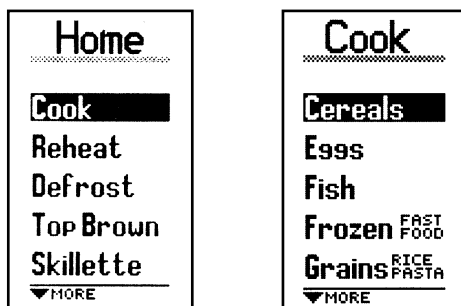 Home
Cook
Reheat
Defrost
Top Brown
Skillette
▼MORE
Cook
Cereals
Eggs
Fish
Frozen FAST FOOD
Grains RICE PASTA
▼MORE